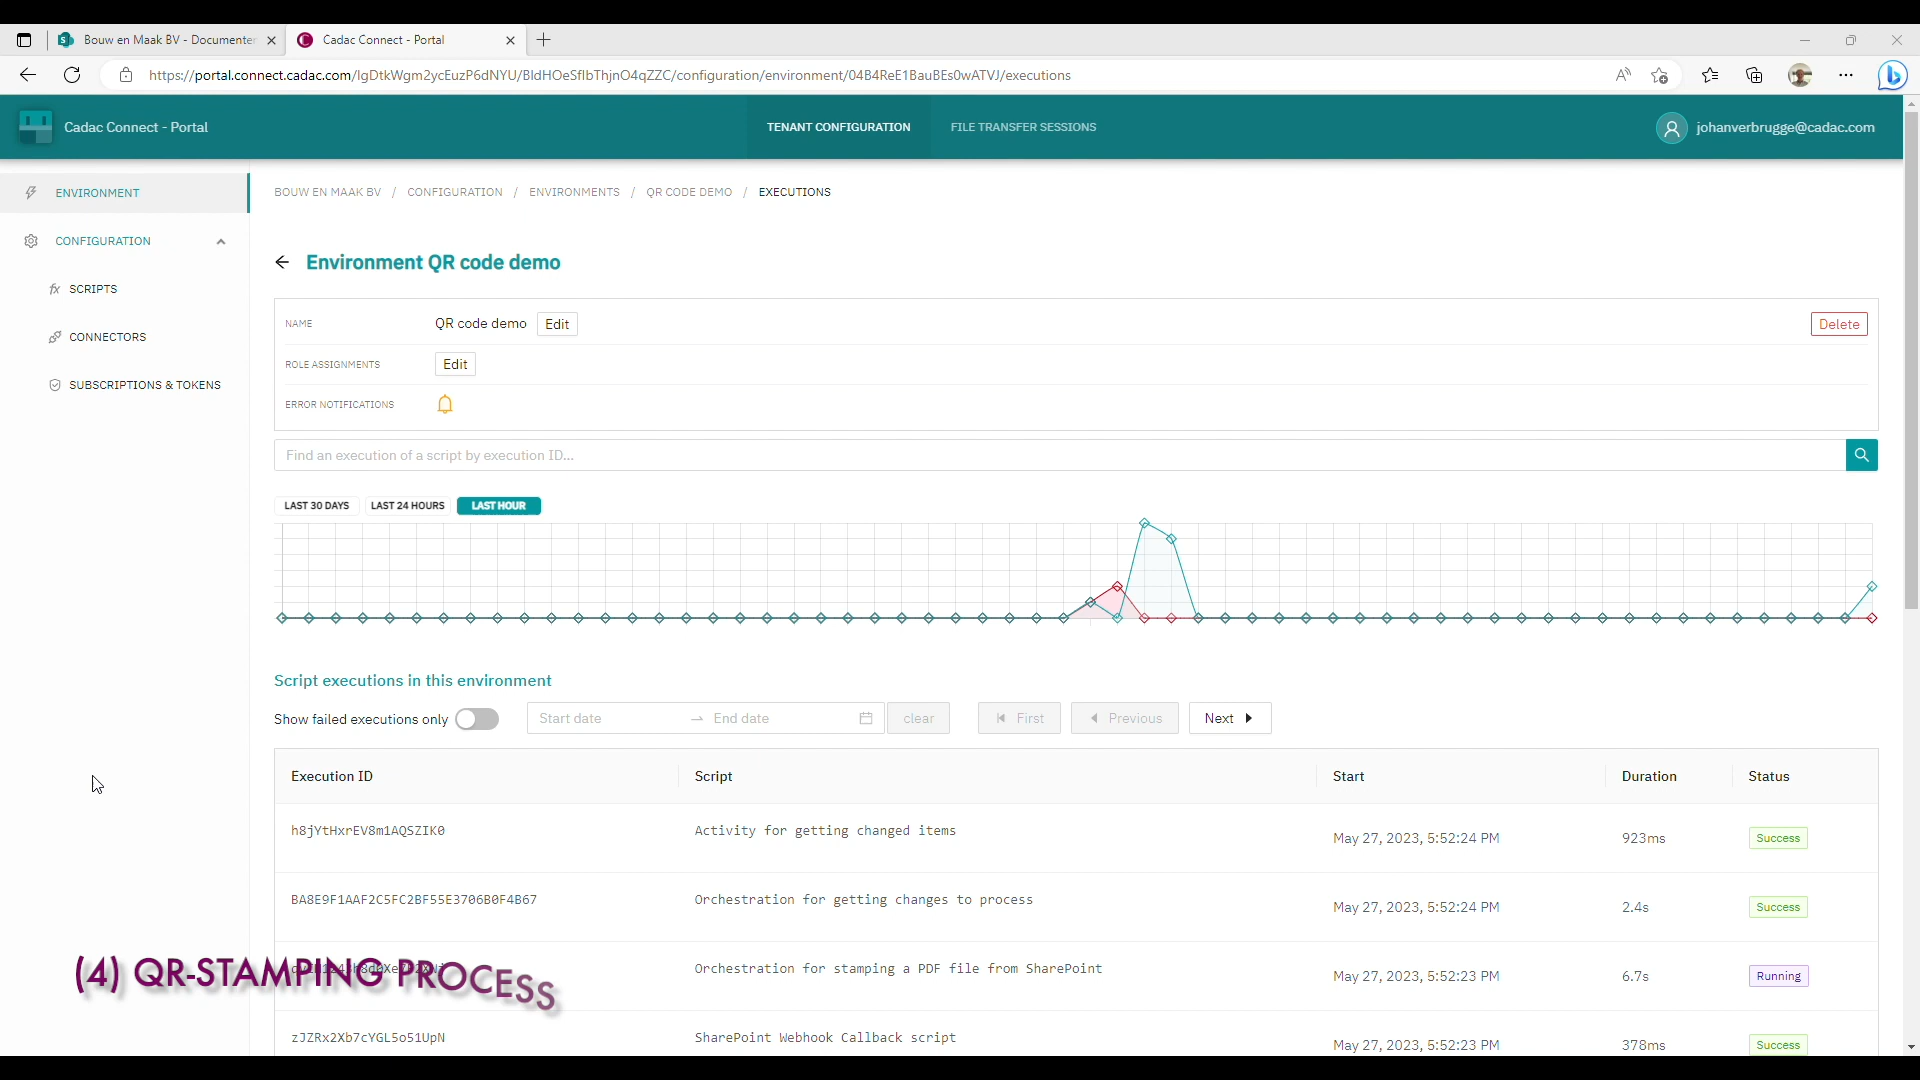 Bouw en Maak BV - Documenter
Cadac Connect - Portal
https://portal.connect.cadac.com/IgDtkWgm2ycEuzP6dNYU/BldHOeSflbThjnO4qZZC/configuration/environment/04B4ReE1BauBEs0wATVJ/executions
Cadac Connect - Portal
TENANT CONFIGURATION
FILE TRANSFER SESSIONS
johanverbrugge@cadac.com
ENVIRONMENT
CONFIGURATION
SCRIPTS
CONNECTORS
SUBSCRIPTIONS & TOKENS
BOUW EN MAAK BV / CONFIGURATION / ENVIRONMENTS / QR CODE DEMO / EXECUTIONS
Environment QR code demo
NAME QR code demo Edit Delete
ROLE ASSIGNMENTS Edit
ERROR NOTIFICATIONS
Find an execution of a script by execution ID...
LAST 30 DAYS LAST 24 HOURS LAST HOUR
Script executions in this environment
Show failed executions only Start date End date clear First Previous Next
Execution ID Script Start Duration Status
h8jYtHxrEV8m1AQSZIK0 Activity for getting changed items May 27, 2023, 5:52:24 PM 923ms Success
BA8E9F1AAF2C5FC2BF55E3706B0F4B67 Orchestration for getting changes to process May 27, 2023, 5:52:24 PM 2.4s Success
Orchestration for stamping a PDF file from SharePoint May 27, 2023, 5:52:23 PM 6.7s Running
zJZRx2Xb7cYGL5o51UpN SharePoint Webhook Callback script May 27, 2023, 5:52:23 PM 378ms Success
(4) QR-STAMPING PROCESS